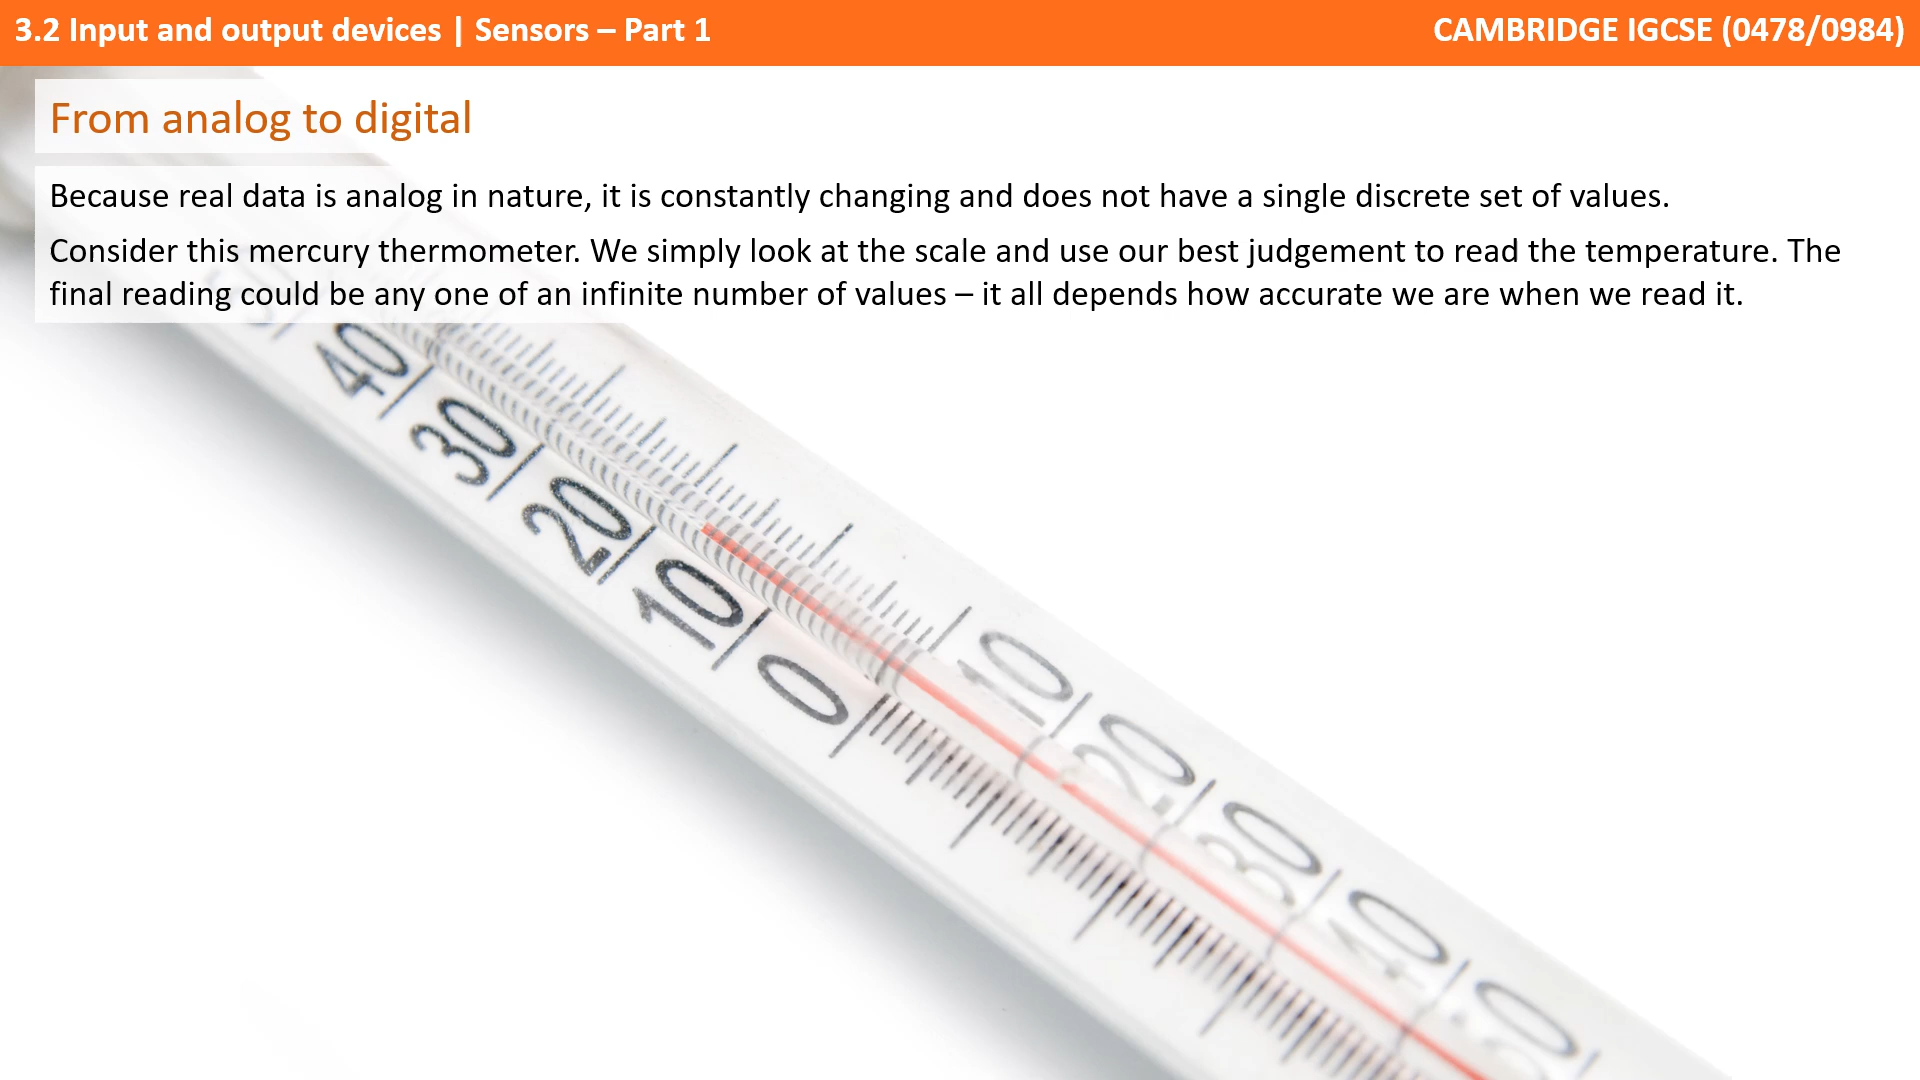 3.2 Input and output devices | Sensors – Part 1
CAMBRIDGE IGCSE (0478/0984)
From analog to digital
Because real data is analog in nature, it is constantly changing and does not have a single discrete set of values.
Consider this mercury thermometer. We simply look at the scale and use our best judgement to read the temperature. The
final reading could be any one of an infinite number of values – it all depends how accurate we are when we read it.
40
30
20
10
0
10
20
30
40
50